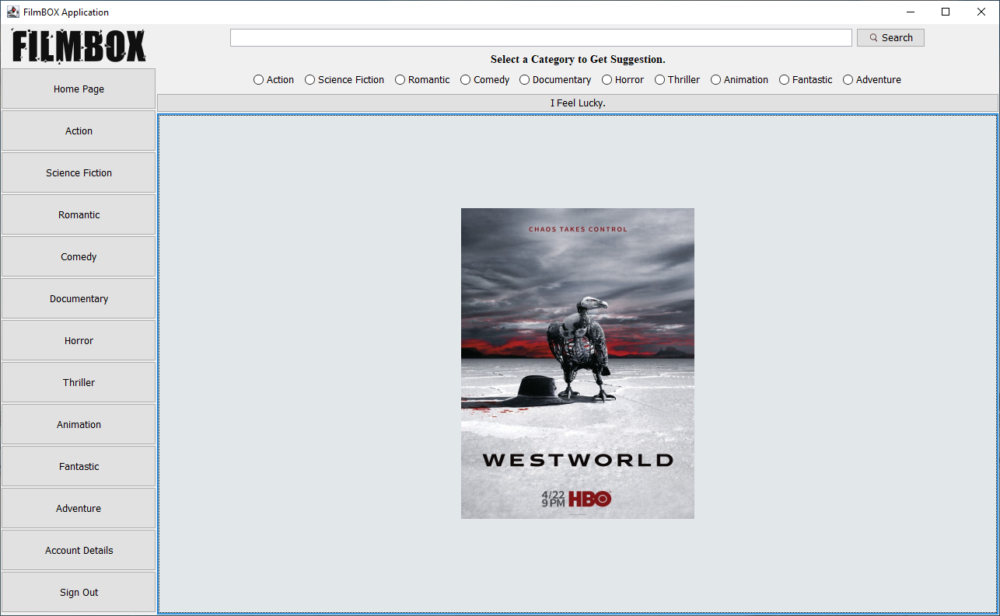 FilmBOX Application
FILMBOX
Search
Select a Category to Get Suggestion.
Action Science Fiction Romantic Comedy Documentary Horror Thriller Animation Fantastic Adventure
I Feel Lucky.
Home Page
Action
Science Fiction
Romantic
Comedy
Documentary
Horror
Thriller
Animation
Fantastic
Adventure
Account Details
Sign Out
CHAOS TAKES CONTROL
WESTWORLD
4/22
9PM HBO